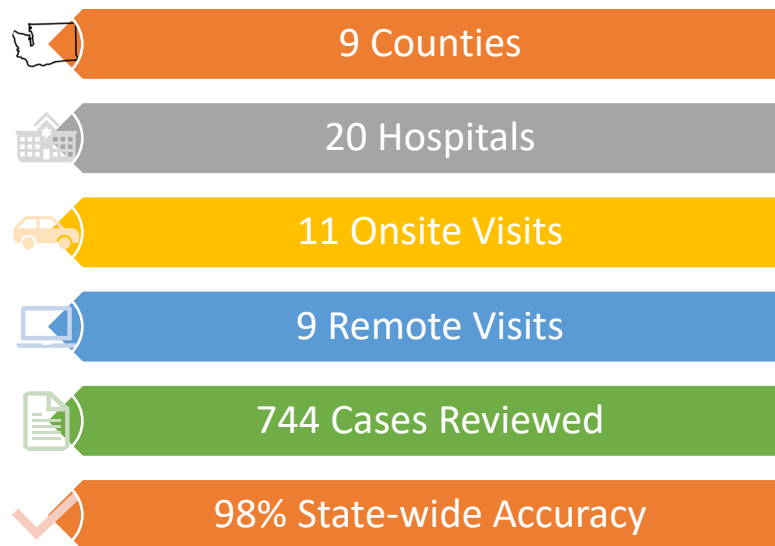 9 Counties
20 Hospitals
11 Onsite Visits
9 Remote Visits
744 Cases Reviewed
98% State-wide Accuracy